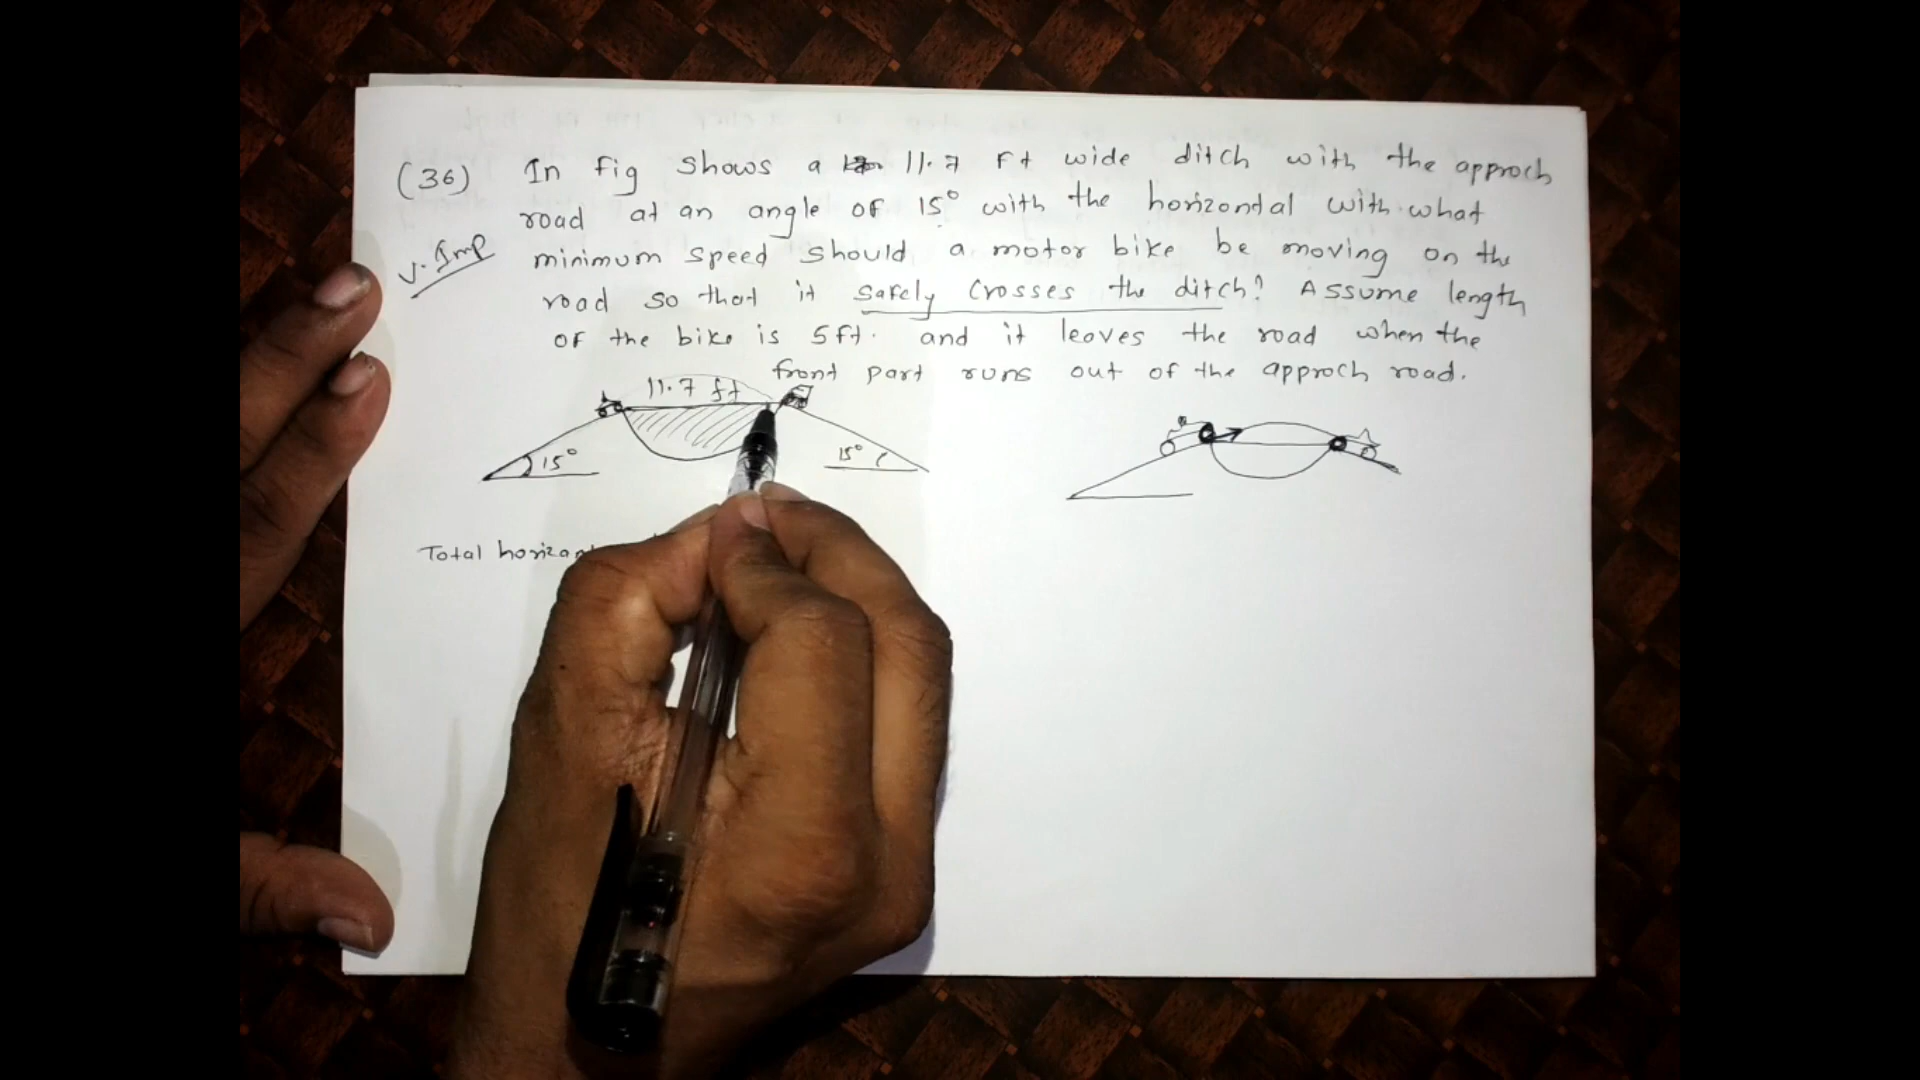 (36) In fig shows a 11.7 Ft wide ditch with the approch
road at an angle of 15° with the horizontal with what
V. Imp
minimum speed should a motor bike be moving on the
road so that it safely crosses the ditch? Assume length
of the bike is 5ft. and it leaves the road when the
front part runs out of the approch road.
11.7 ft
15°
15°
Total